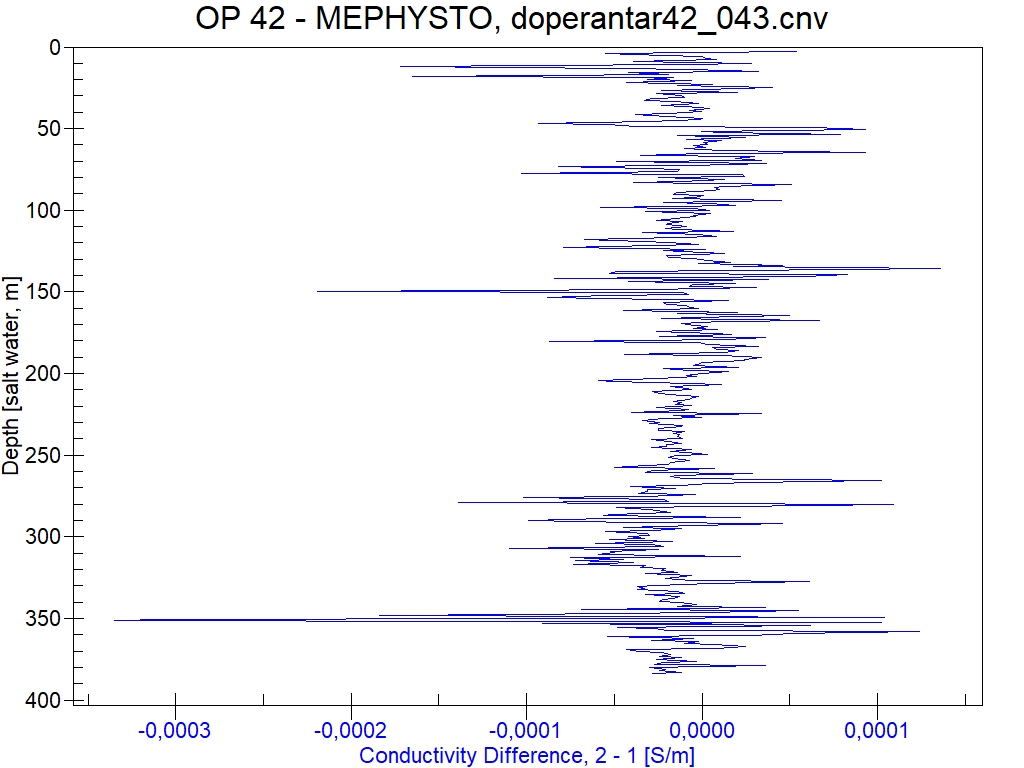 OP 42 - MEPHYSTO, doperantar42_043.cnv
0
50
100
150
200
250
300
350
400
Depth [salt water, m]
-0,0003 -0,0002 -0,0001 0,0000 0,0001
Conductivity Difference, 2 - 1 [S/m]